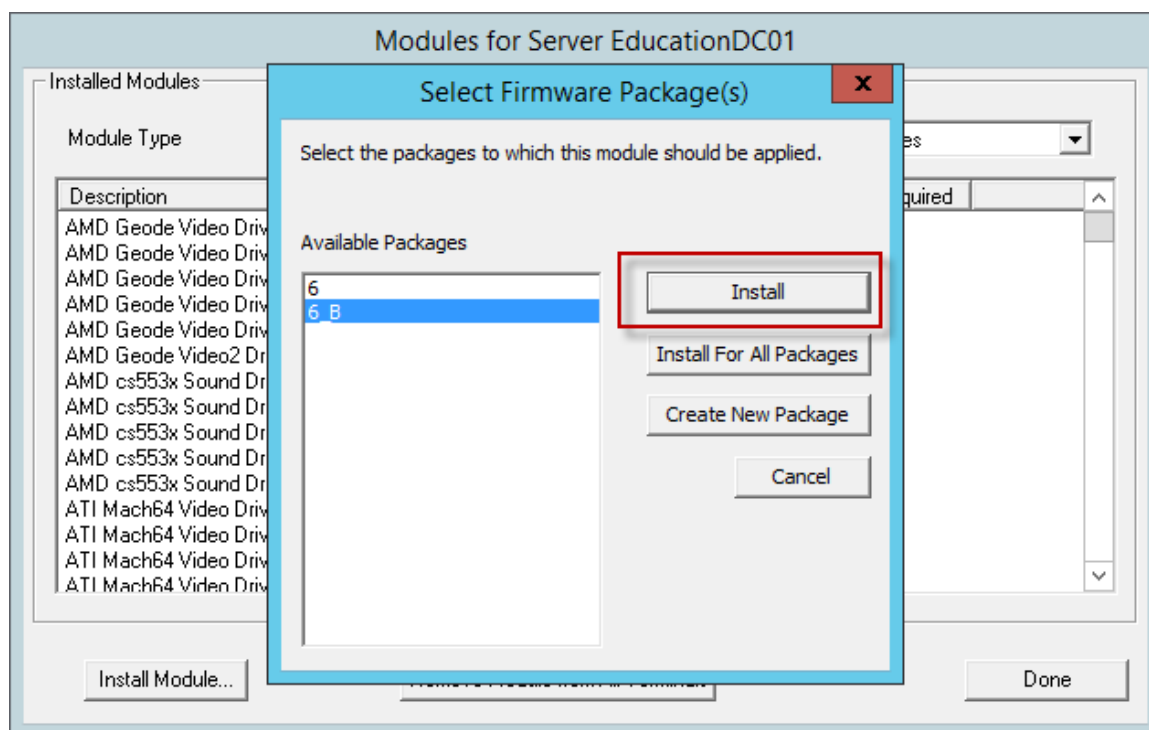 Modules for Server EducationDC01
Installed Modules
Select Firmware Package(s)
x
Module Type
es
Select the packages to which this module should be applied.
Description
quired
AMD Geode Video Driv
AMD Geode Video Driv
AMD Geode Video Driv
AMD Geode Video Driv
AMD Geode Video Driv
AMD Geode Video2 Dr
AMD cs553x Sound Dr
AMD cs553x Sound Dr
AMD cs553x Sound Dr
AMD cs553x Sound Dr
AMD cs553x Sound Dr
ATI Mach64 Video Driv
ATI Mach64 Video Driv
ATI Mach64 Video Driv
ATI Mach64 Video Driv
Available Packages
6
6_B
Install
Install For All Packages
Create New Package
Cancel
Install Module...
Done